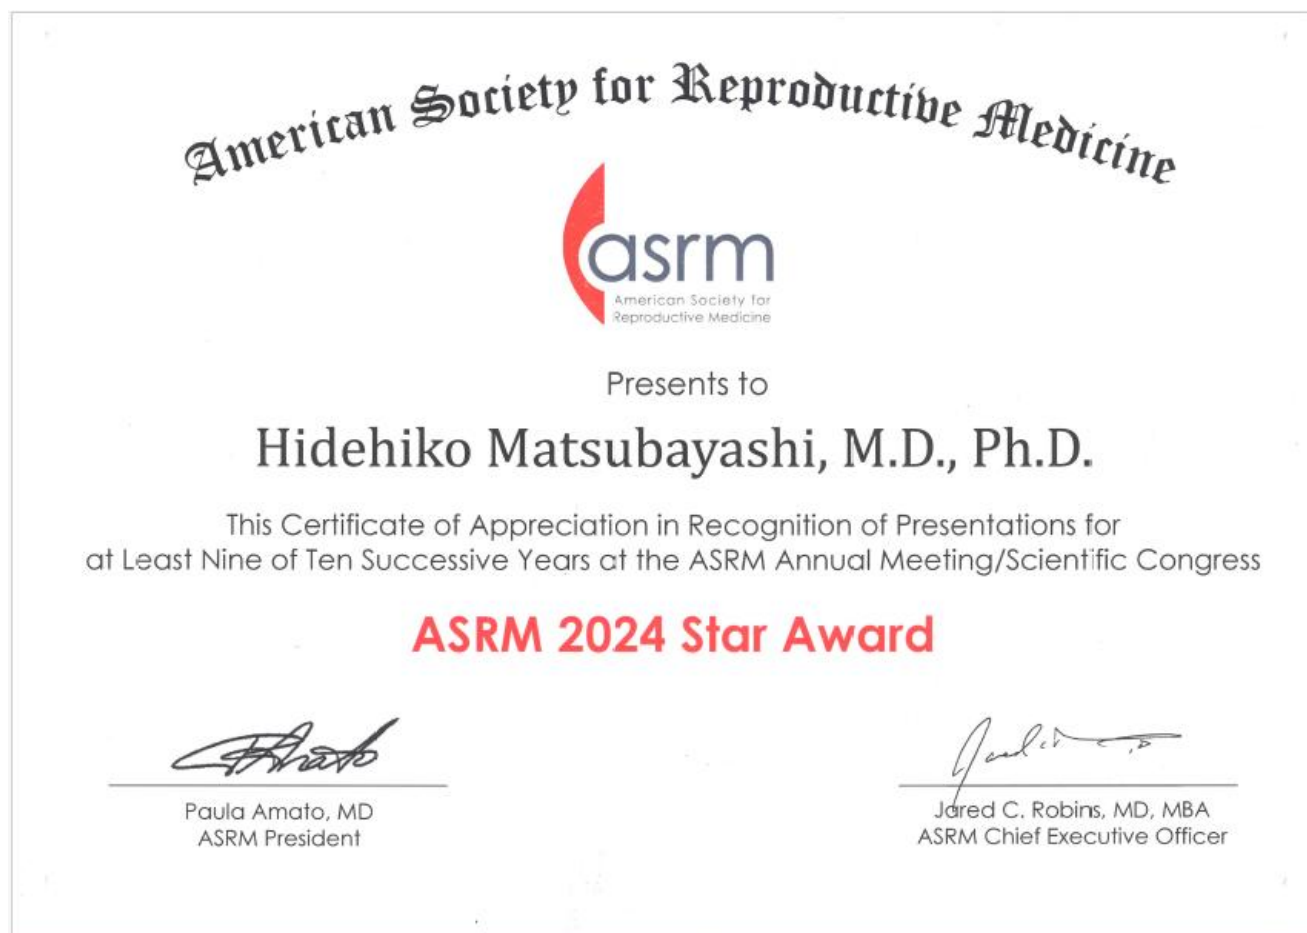 American Society for Reproductive Medicine
asrm
American Society for
Reproductive Medicine
Presents to
Hidehiko Matsubayashi, M.D., Ph.D.
This Certificate of Appreciation in Recognition of Presentations for
at Least Nine of Ten Successive Years at the ASRM Annual Meeting/Scientific Congress
ASRM 2024 Star Award
Paula Amato, MD
ASRM President
Jared C. Robins, MD, MBA
ASRM Chief Executive Officer